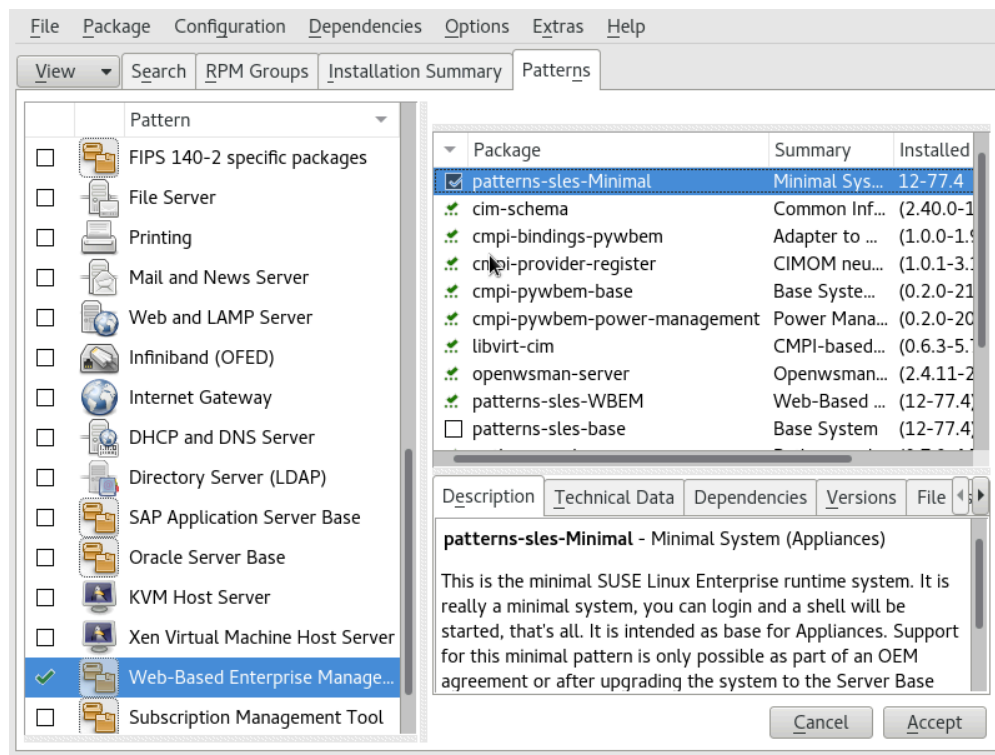 File Package Configuration Dependencies Options Extras Help
View Search RPM Groups Installation Summary Patterns
Pattern
FIPS 140-2 specific packages
File Server
Printing
Mail and News Server
Web and LAMP Server
Infiniband (OFED)
Internet Gateway
DHCP and DNS Server
Directory Server (LDAP)
SAP Application Server Base
Oracle Server Base
KVM Host Server
Xen Virtual Machine Host Server
Web-Based Enterprise Manage...
Subscription Management Tool
Package Summary Installed
patterns-sles-Minimal Minimal Sys... 12-77.4
cim-schema Common Inf... (2.40.0-1
cmpi-bindings-pywbem Adapter to ... (1.0.0-1.9
cmpi-provider-register CIMOM neu... (1.0.1-3.1
cmpi-pywbem-base Base Syste... (0.2.0-21
cmpi-pywbem-power-management Power Mana... (0.2.0-20
libvirt-cim CMPI-based... (0.6.3-5.7
openwsman-server Openwsman... (2.4.11-2
patterns-sles-WBEM Web-Based ... (12-77.4)
patterns-sles-base Base System (12-77.4)
Description Technical Data Dependencies Versions File
patterns-sles-Minimal - Minimal System (Appliances)
This is the minimal SUSE Linux Enterprise runtime system. It is
really a minimal system, you can login and a shell will be
started, that's all. It is intended as base for Appliances. Support
for this minimal pattern is only possible as part of an OEM
agreement or after upgrading the system to the Server Base
Cancel Accept